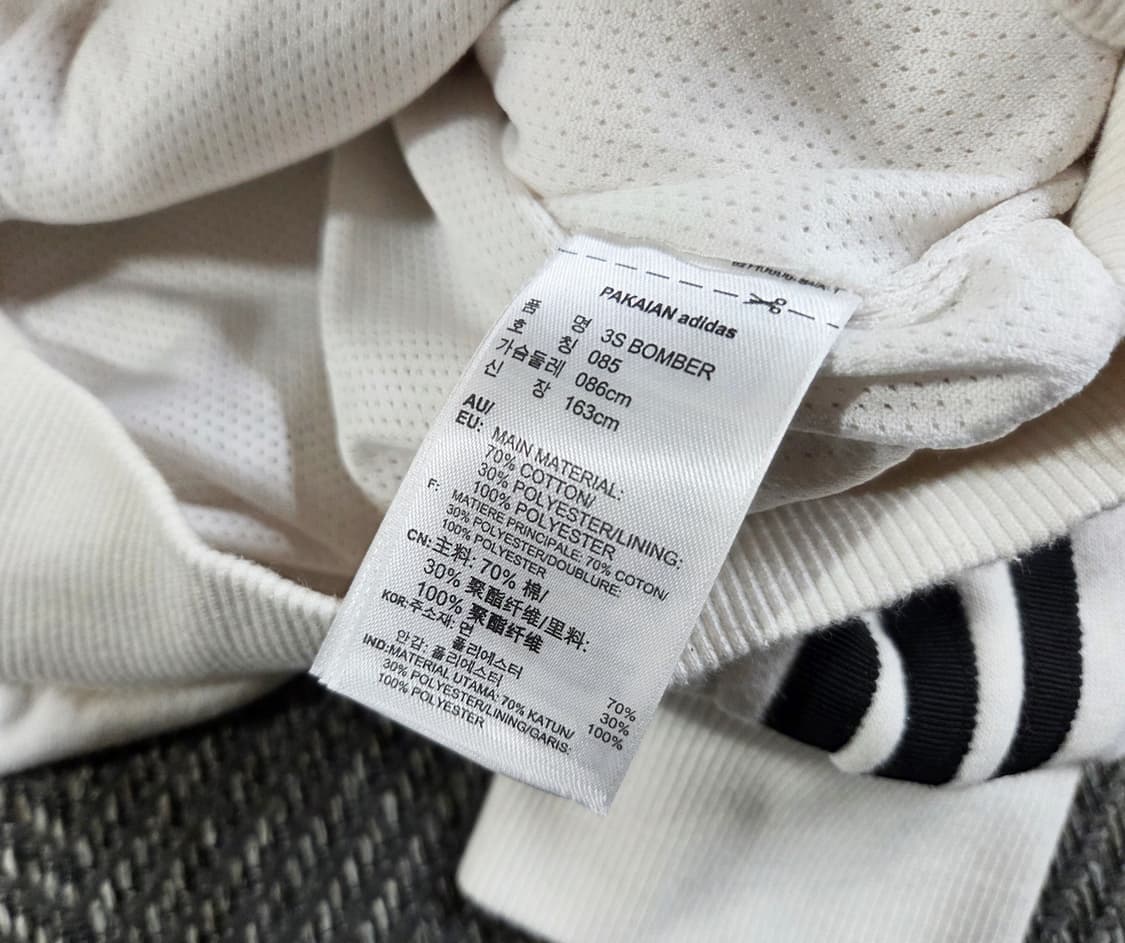 PAKAIAN adidas
품 명 3S BOMBER
호 칭 085
가슴둘레 086cm
신 장 163cm
AU/
EU: MAIN MATERIAL:
70% COTTON/
30% POLYESTER/LINING:
100% POLYESTER
F: MATIERE PRINCIPALE: 70% COTON/
30% POLYESTER/DOUBLURE:
100% POLYESTER
CN: 主料: 70% 棉/
30% 聚酯纤维/里料:
100% 聚酯纤维
KOR: 주소재: 면 70%
폴리에스터 30%
안감: 폴리에스터 100%
IND: MATERIAL UTAMA: 70% KATUN/
30% POLYESTER/LINING/GARIS:
100% POLYESTER